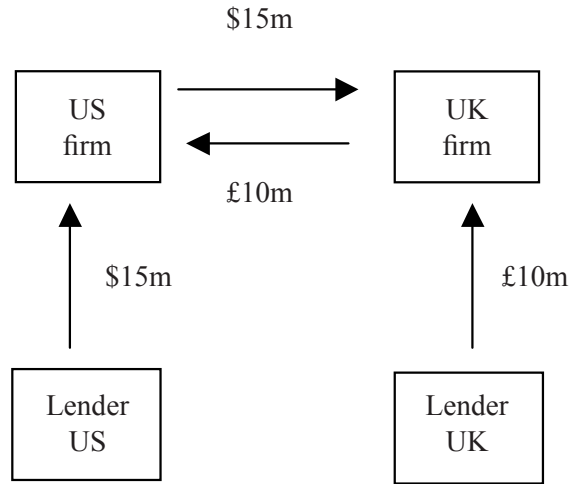 $15m
US
firm
UK
firm
£10m
$15m
£10m
Lender
US
Lender
UK